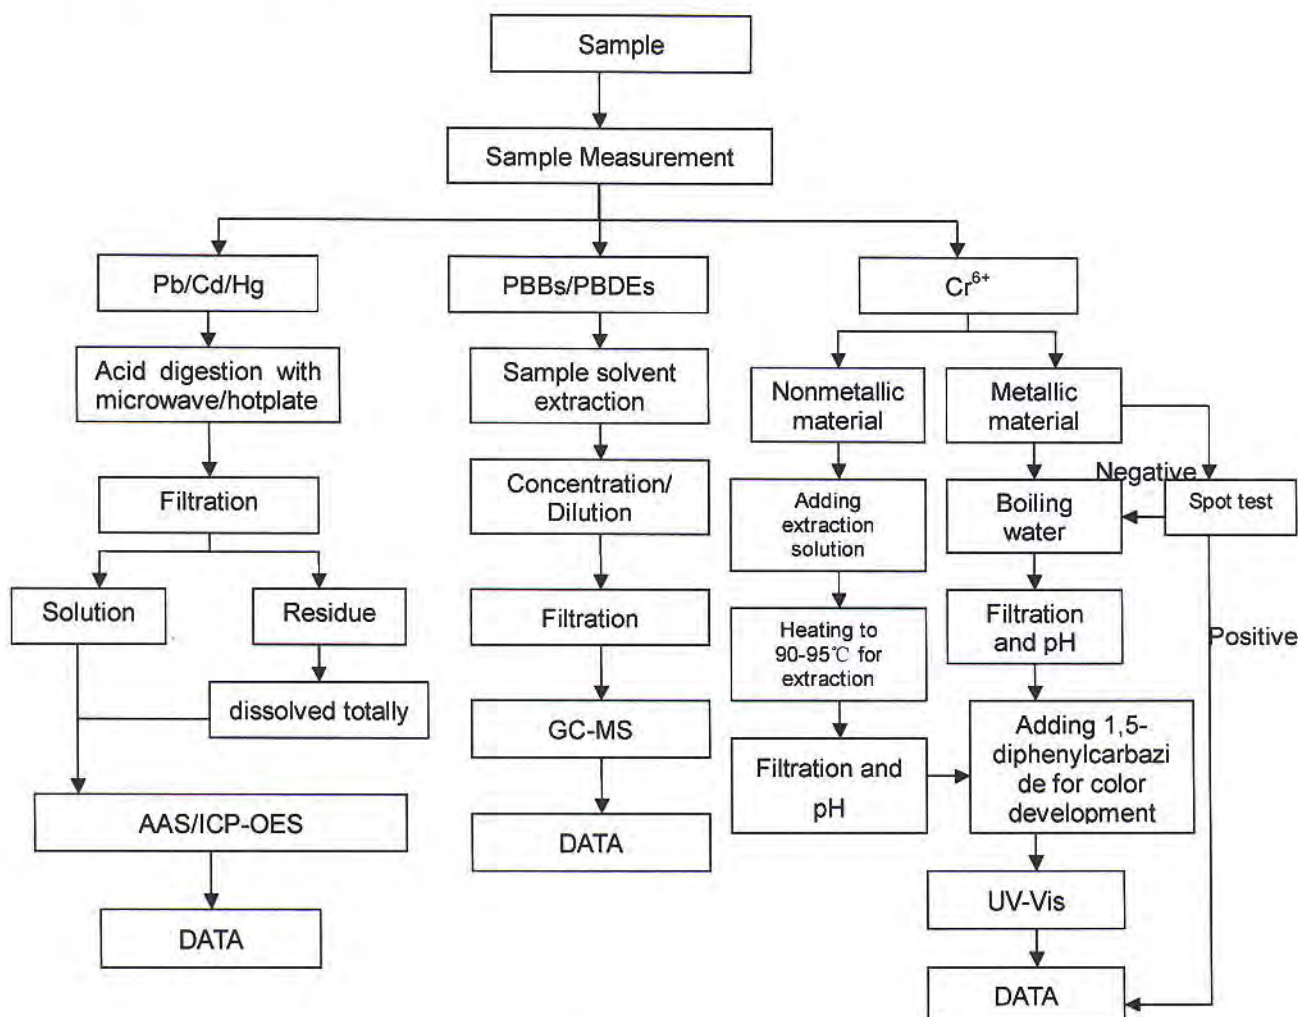 Sample
Sample Measurement
Pb/Cd/Hg
PBBs/PBDEs
Cr⁶⁺
Acid digestion with
microwave/hotplate
Sample solvent
extraction
Nonmetallic
material
Metallic
material
Filtration
Concentration/
Dilution
Adding
extraction
solution
Boiling
water
Negative
Spot test
Solution
Residue
Filtration
Heating to
90-95℃ for
extraction
Filtration
and pH
Positive
dissolved totally
GC-MS
Filtration and
pH
Adding 1,5-
diphenylcarbazi
de for color
development
AAS/ICP-OES
DATA
UV-Vis
DATA
DATA